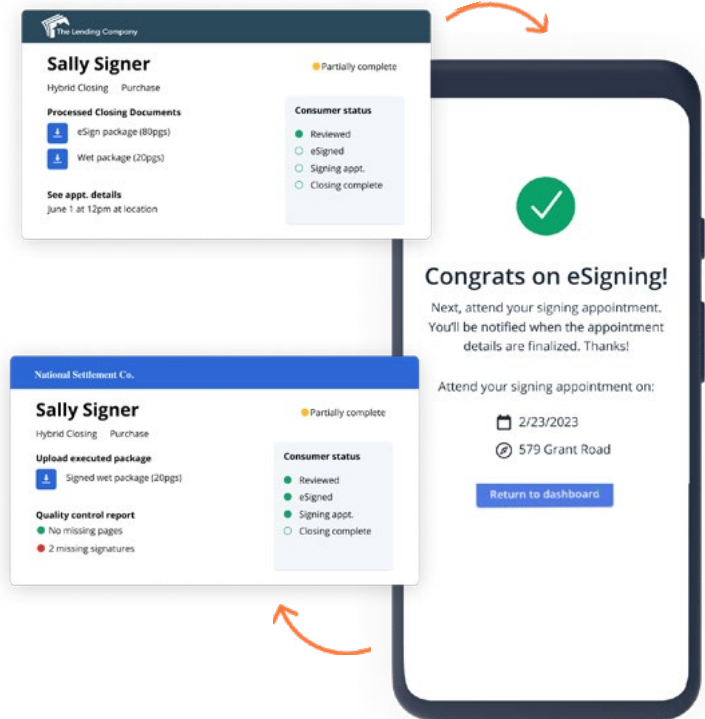 The Lending Company
Sally Signer
Partially complete
Hybrid Closing Purchase
Processed Closing Documents
eSign package (80pgs)
Wet package (20pgs)
See appt. details
June 1 at 12pm at location
Consumer status
Reviewed
eSigned
Signing appt.
Closing complete
Congrats on eSigning!
Next, attend your signing appointment.
You'll be notified when the appointment
details are finalized. Thanks!
Attend your signing appointment on:
2/23/2023
579 Grant Road
Return to dashboard
National Settlement Co.
Sally Signer
Partially complete
Hybrid Closing Purchase
Upload executed package
Signed wet package (20pgs)
Quality control report
No missing pages
2 missing signatures
Consumer status
Reviewed
eSigned
Signing appt.
Closing complete